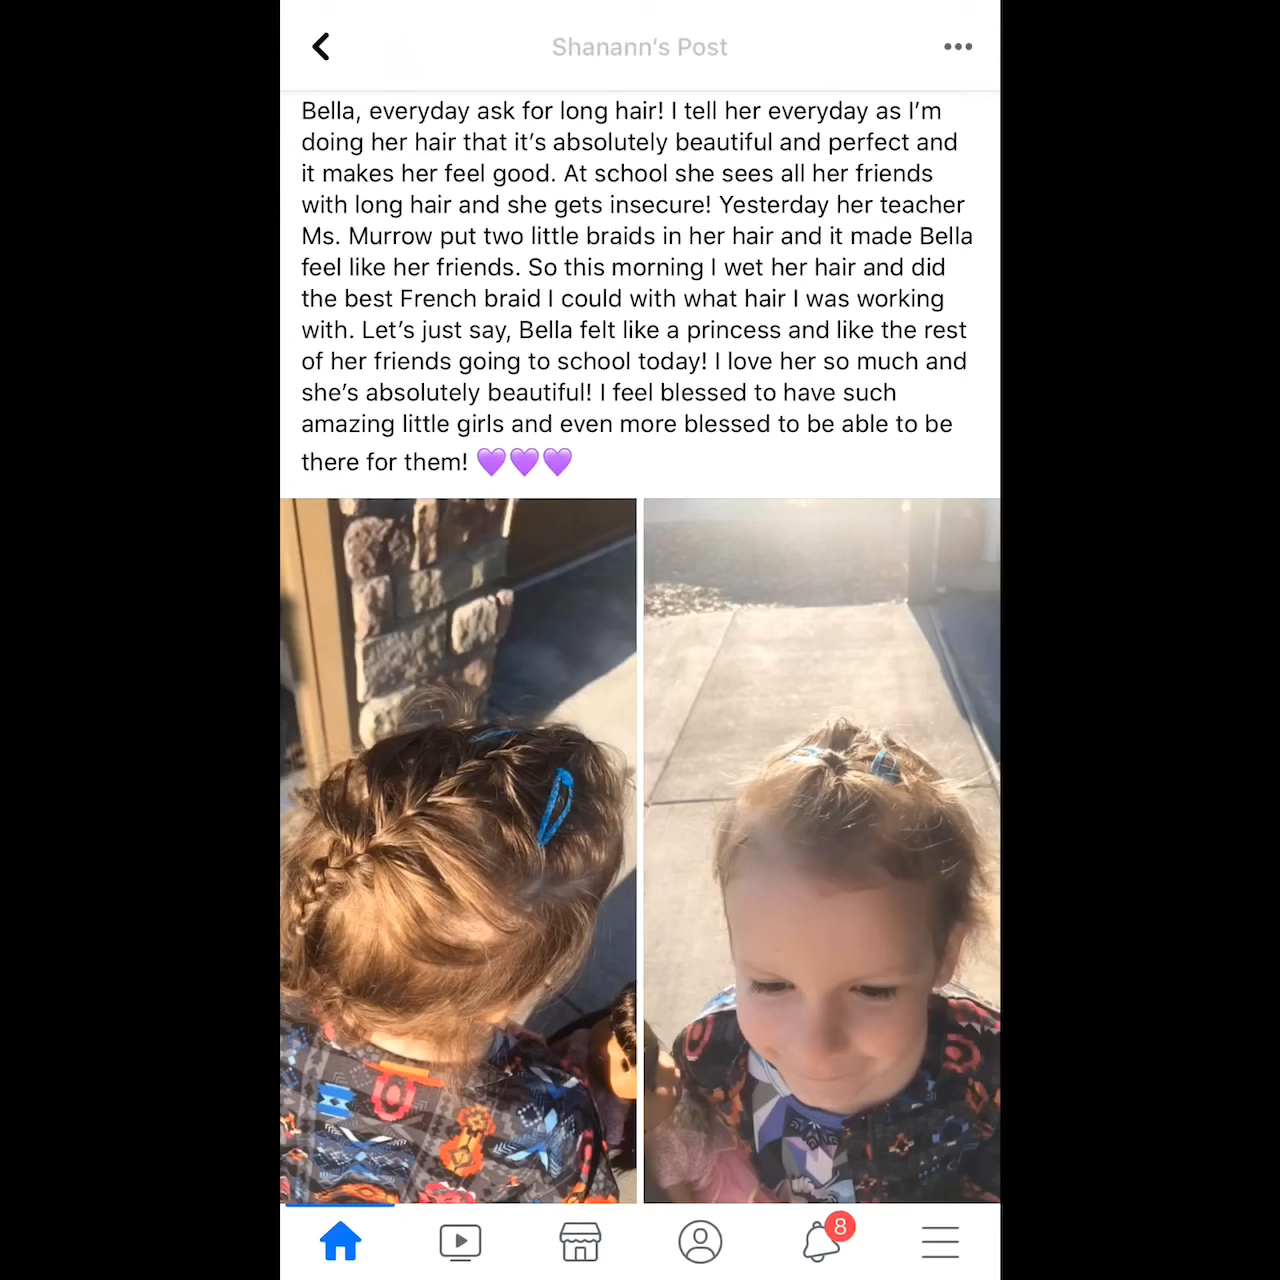 Shanann's Post
Bella, everyday ask for long hair! I tell her everyday as I'm
doing her hair that it's absolutely beautiful and perfect and
it makes her feel good. At school she sees all her friends
with long hair and she gets insecure! Yesterday her teacher
Ms. Murrow put two little braids in her hair and it made Bella
feel like her friends. So this morning I wet her hair and did
the best French braid I could with what hair I was working
with. Let's just say, Bella felt like a princess and like the rest
of her friends going to school today! I love her so much and
she's absolutely beautiful! I feel blessed to have such
amazing little girls and even more blessed to be able to be
there for them! 💜💜💜
8